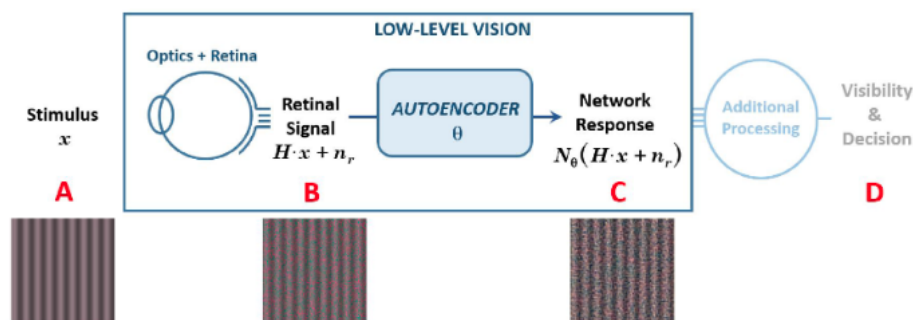 LOW-LEVEL VISION
Optics + Retina
Stimulus
x
Retinal
Signal
H·x + n_r
AUTOENCODER
θ
Network
Response
N_θ(H·x + n_r)
Additional
Processing
Visibility
&
Decision
A
B
C
D